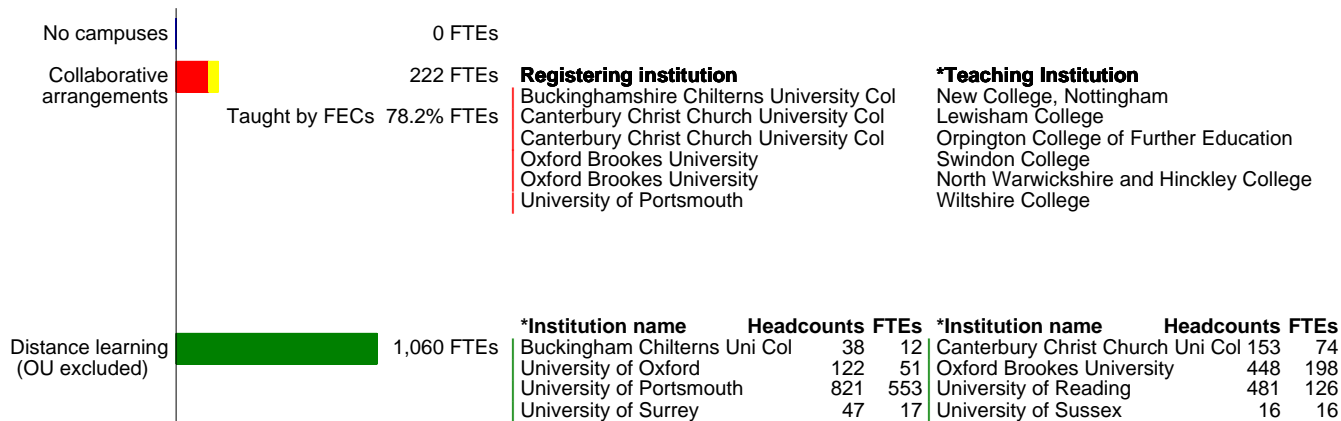 No campuses 0 FTEs
Collaborative arrangements 222 FTEs
Taught by FECs 78.2% FTEs
Registering institution *Teaching Institution
Buckinghamshire Chilterns University Col New College, Nottingham
Canterbury Christ Church University Col Lewisham College
Canterbury Christ Church University Col Orpington College of Further Education
Oxford Brookes University Swindon College
Oxford Brookes University North Warwickshire and Hinckley College
University of Portsmouth Wiltshire College
Distance learning (OU excluded) 1,060 FTEs
*Institution name Headcounts FTEs *Institution name Headcounts FTEs
Buckingham Chilterns Uni Col 38 12 Canterbury Christ Church Uni Col 153 74
University of Oxford 122 51 Oxford Brookes University 448 198
University of Portsmouth 821 553 University of Reading 481 126
University of Surrey 47 17 University of Sussex 16 16